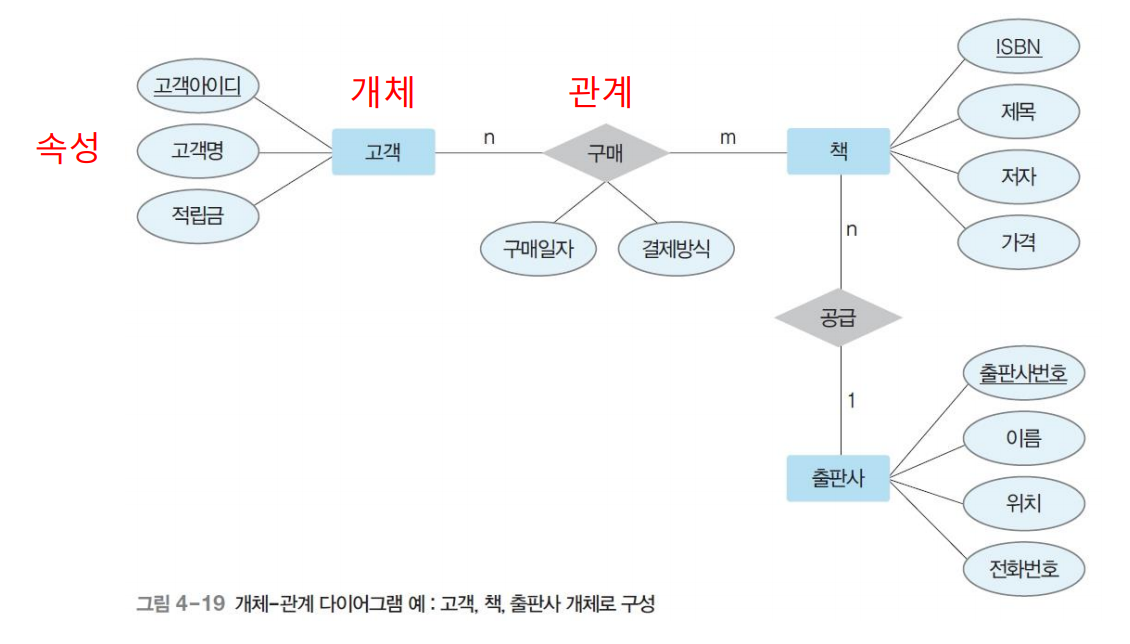 ISBN
고객아이디
개체
관계
제목
속성
고객명
고객
n
구매
m
책
저자
적립금
구매일자
결제방식
n
가격
공급
출판사번호
1
이름
출판사
위치
전화번호
그림 4-19 개체-관계 다이어그램 예 : 고객, 책, 출판사 개체로 구성